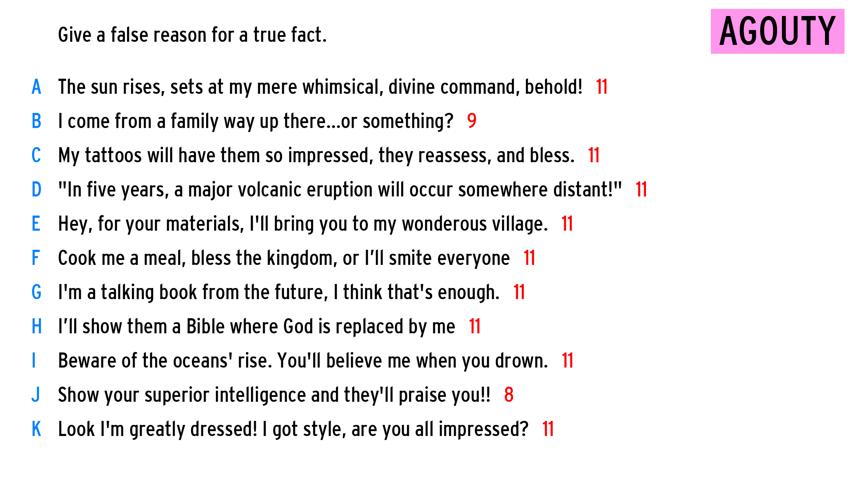 Give a false reason for a true fact.
AGOUTY
A The sun rises, sets at my mere whimsical, divine command, behold! 11
B I come from a family way up there...or something? 9
C My tattoos will have them so impressed, they reassess, and bless. 11
D "In five years, a major volcanic eruption will occur somewhere distant!" 11
E Hey, for your materials, I'll bring you to my wonderous village. 11
F Cook me a meal, bless the kingdom, or I’ll smite everyone 11
G I'm a talking book from the future, I think that's enough. 11
H I’ll show them a Bible where God is replaced by me 11
I Beware of the oceans' rise. You'll believe me when you drown. 11
J Show your superior intelligence and they'll praise you!! 8
K Look I'm greatly dressed! I got style, are you all impressed? 11